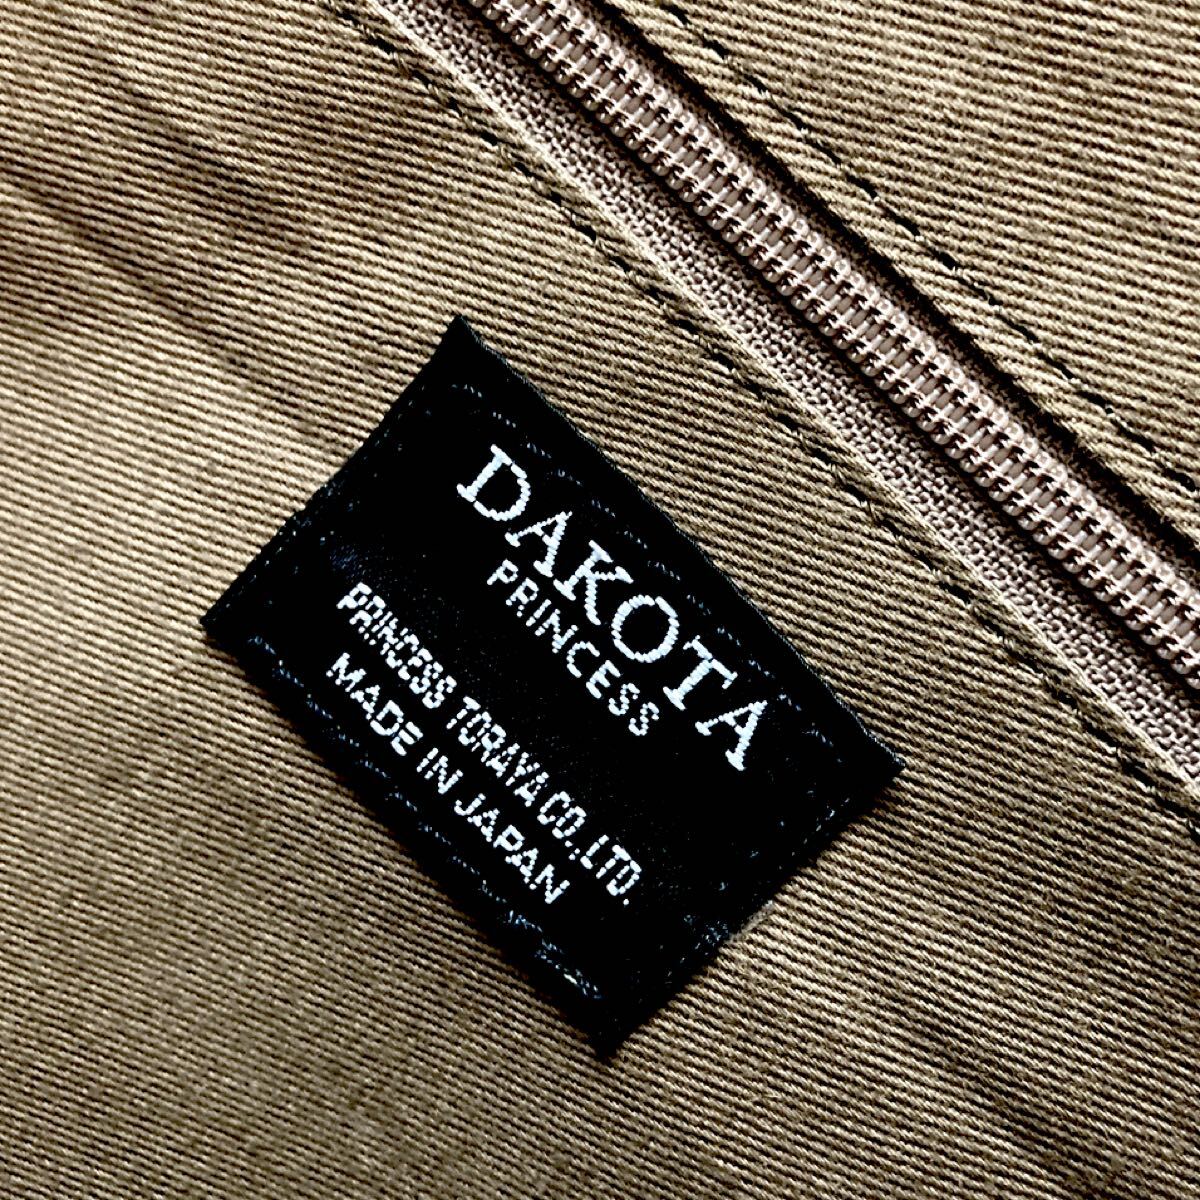 DAKOTA
PRINCESS
PRINCESS TORAYA CO.,LTD.
MADE IN JAPAN